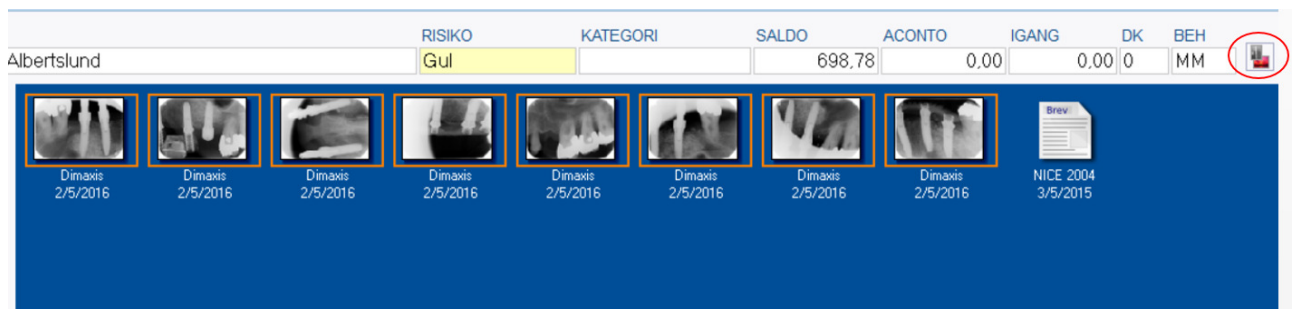 RISIKO KATEGORI SALDO ACONTO IGANG DK BEH
Albertslund Gul 698,78 0,00 0,00 0 MM
Brev
Dimaxis Dimaxis Dimaxis Dimaxis Dimaxis Dimaxis Dimaxis Dimaxis NICE 2004
2/5/2016 2/5/2016 2/5/2016 2/5/2016 2/5/2016 2/5/2016 2/5/2016 2/5/2016 3/5/2015